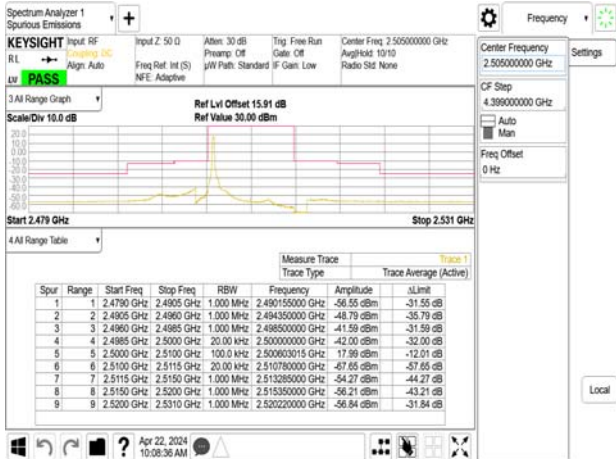 Spectrum Analyzer 1
Spurious Emissions
Frequency
KEYSIGHT Input: RF Input Z: 50 Ω Atten: 30 dB Trig: Free Run Center Freq: 2.505000000 GHz
RL Coupling: DC Preamp: Off Gate: Off Avg|Hold: 10/10
Align: Auto Freq Ref: Int (S) µW Path: Standard IF Gain: Low Radio Std: None
LW PASS NFE: Adaptive
3 All Range Graph
Ref Lvl Offset 15.91 dB
Scale/Div 10.0 dB Ref Value 30.00 dBm
20.0
10.0
0.00
-10.0
-20.0
-30.0
-40.0
-50.0
-60.0
Start 2.479 GHz Stop 2.531 GHz
4 All Range Table
Measure Trace Trace 1
Trace Type Trace Average (Active)
Spur Range Start Freq Stop Freq RBW Frequency Amplitude ΔLimit
1 1 2.4790 GHz 2.4905 GHz 1.000 MHz 2.490155000 GHz -56.55 dBm -31.55 dB
2 2 2.4905 GHz 2.4960 GHz 1.000 MHz 2.494350000 GHz -48.79 dBm -35.79 dB
3 3 2.4960 GHz 2.4985 GHz 1.000 MHz 2.498500000 GHz -41.59 dBm -31.59 dB
4 4 2.4985 GHz 2.5000 GHz 20.00 kHz 2.500000000 GHz -42.00 dBm -32.00 dB
5 5 2.5000 GHz 2.5100 GHz 100.0 kHz 2.500603015 GHz 17.99 dBm -12.01 dB
6 6 2.5100 GHz 2.5115 GHz 20.00 kHz 2.510780000 GHz -67.65 dBm -57.65 dB
7 7 2.5115 GHz 2.5150 GHz 1.000 MHz 2.513285000 GHz -54.27 dBm -44.27 dB
8 8 2.5150 GHz 2.5200 GHz 1.000 MHz 2.515350000 GHz -56.21 dBm -43.21 dB
9 9 2.5200 GHz 2.5310 GHz 1.000 MHz 2.520220000 GHz -56.84 dBm -31.84 dB
Apr 22, 2024
10:08:36 AM
Center Frequency
2.505000000 GHz
Settings
CF Step
4.399000000 GHz
Auto
Man
Freq Offset
0 Hz
Local